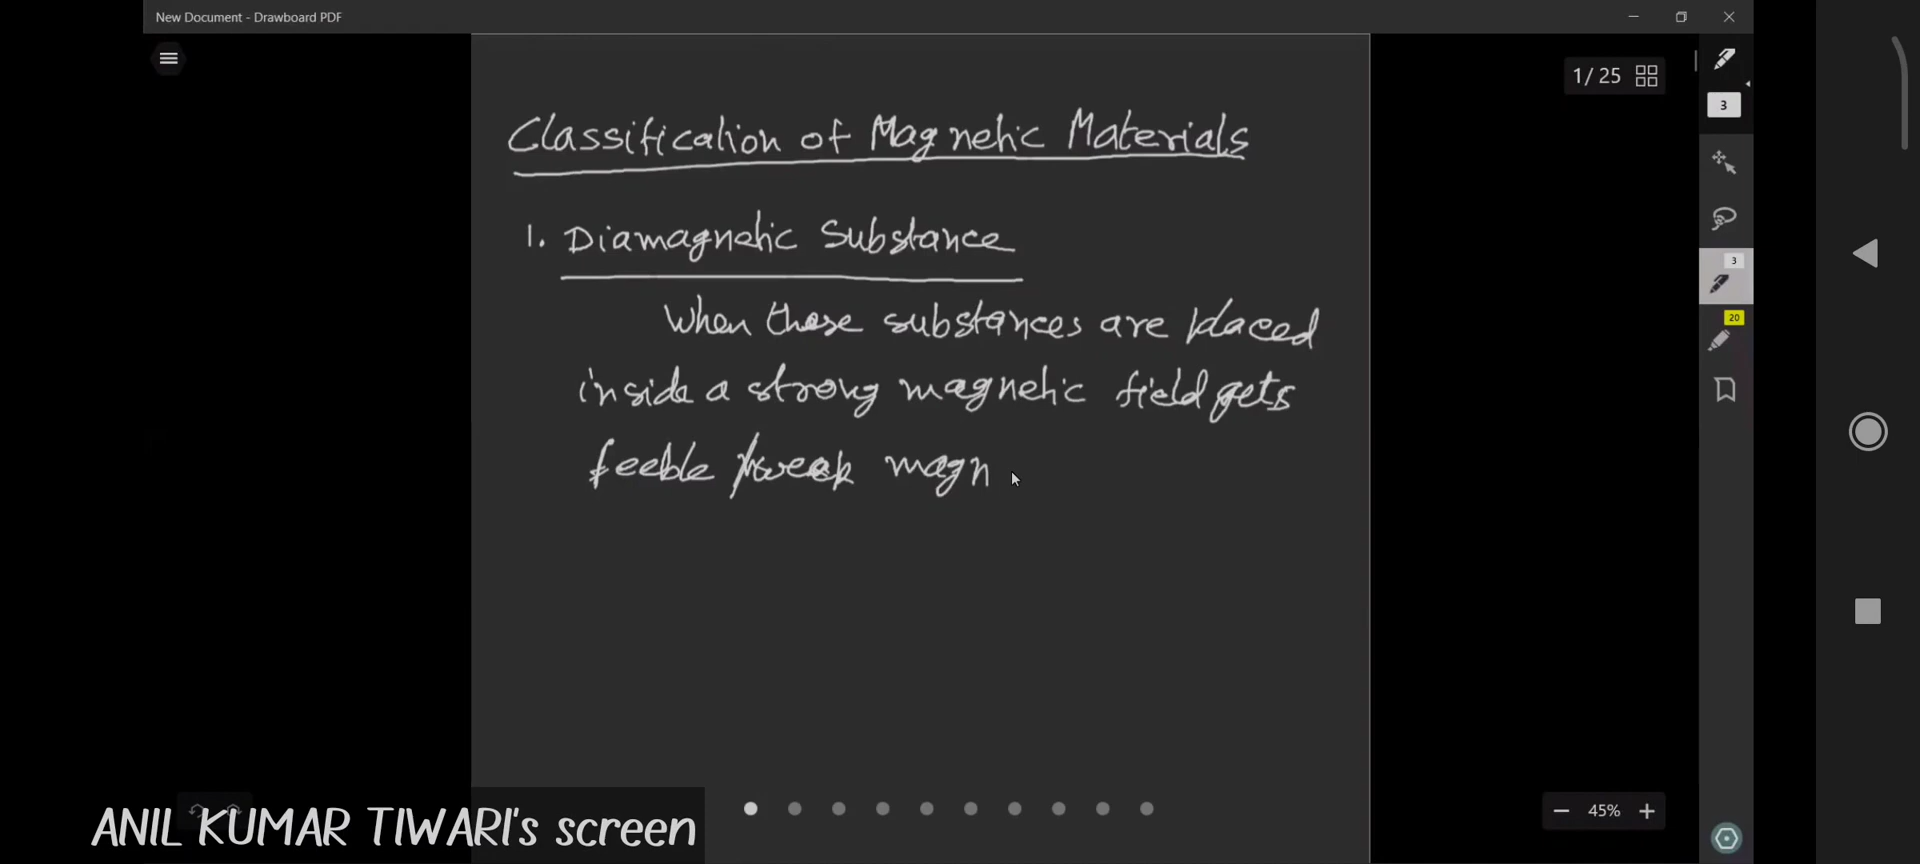 New Document - Drawboard PDF
1 / 25
3
Classification of Magnetic Materials
1. Diamagnetic Substance
When these substances are placed
inside a strong magnetic field gets
feeble / weak magn
3
20
45%
ANIL KUMAR TIWARI's screen